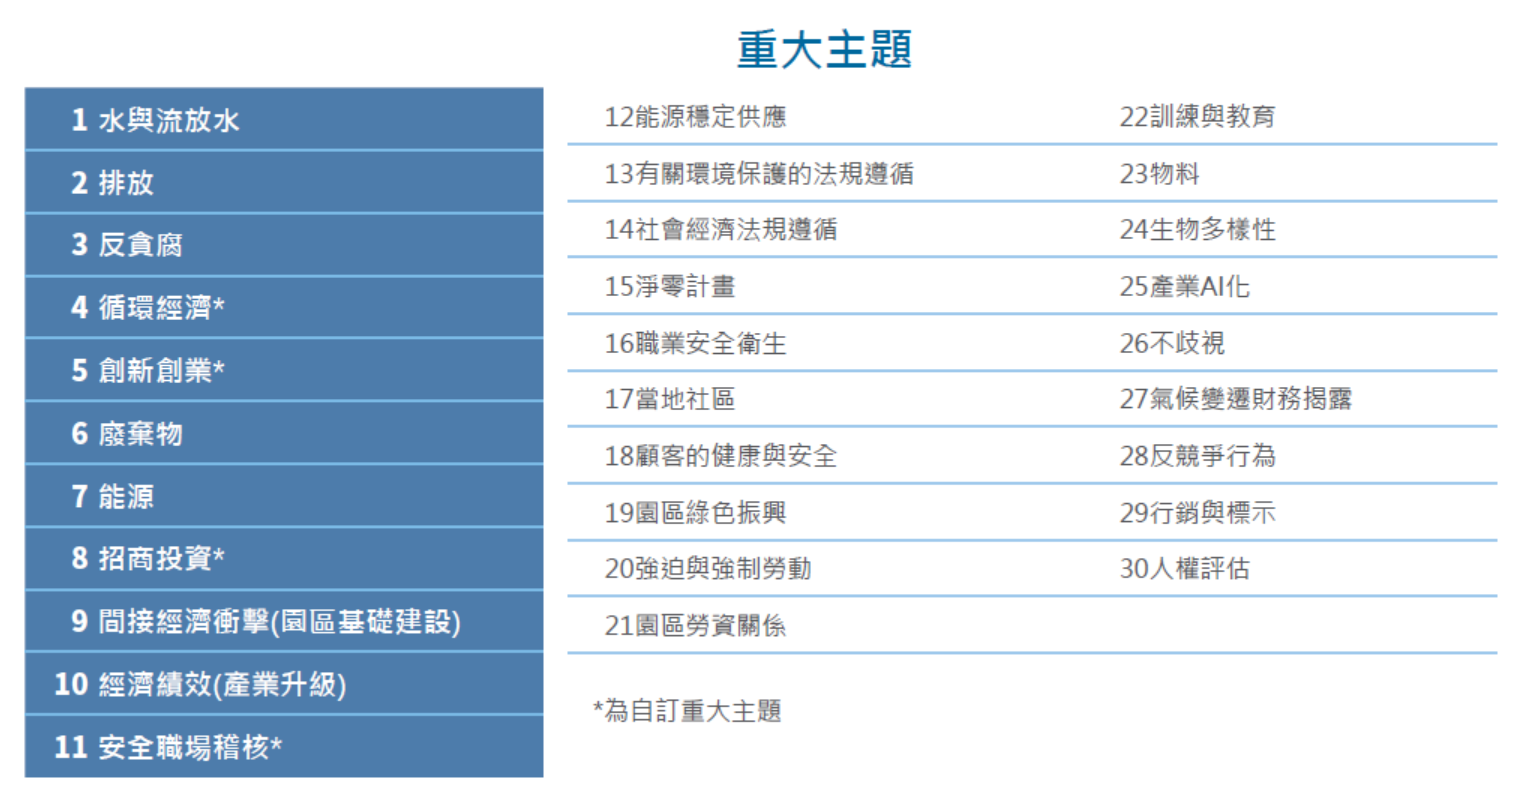 重大主題
1 水與流放水
2 排放
3 反貪腐
4 循環經濟*
5 創新創業*
6 廢棄物
7 能源
8 招商投資*
9 間接經濟衝擊(園區基礎建設)
10 經濟績效(產業升級)
11 安全職場稽核*
12能源穩定供應
13有關環境保護的法規遵循
14社會經濟法規遵循
15淨零計畫
16職業安全衛生
17當地社區
18顧客的健康與安全
19園區綠色振興
20強迫與強制勞動
21園區勞資關係
22訓練與教育
23物料
24生物多樣性
25產業AI化
26不歧視
27氣候變遷財務揭露
28反競爭行為
29行銷與標示
30人權評估
*為自訂重大主題